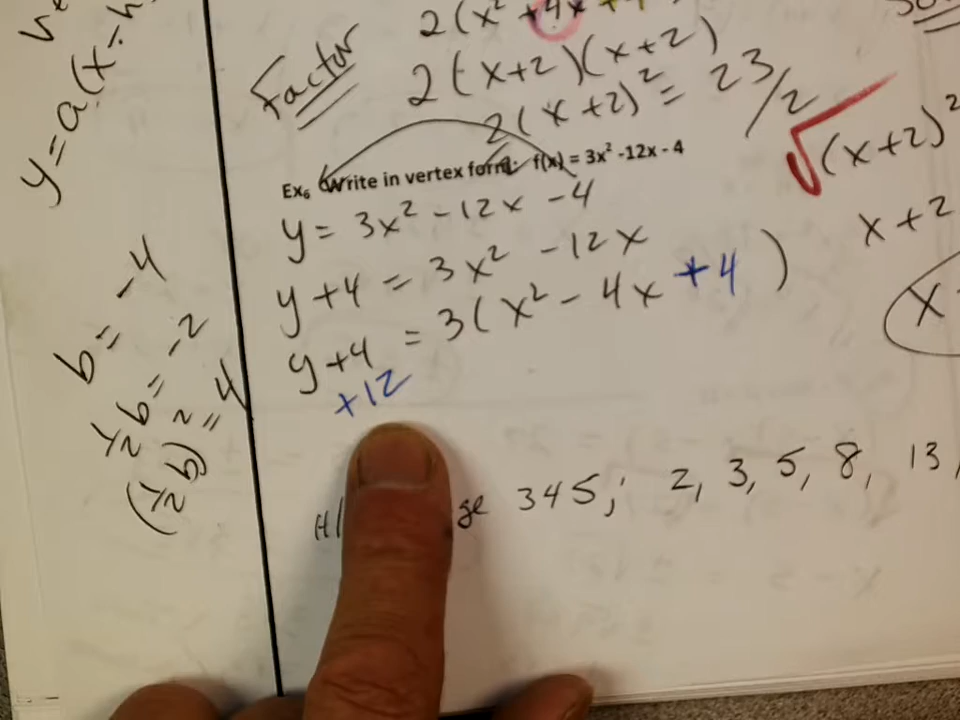 y = a(x - h
b = -4
½b = -2
(½b)² = 4
2(x² + 4x +
Factor
2(x+2)(x+2)
2(x+2)² = 23/2
√(x+2)²
x + 2
x
Ex6 Write in vertex form: f(x) = 3x² -12x - 4
y = 3x² - 12x - 4
y + 4 = 3x² - 12x
y + 4 = 3(x² - 4x + 4 )
+12
345; 2, 3, 5, 8, 13,